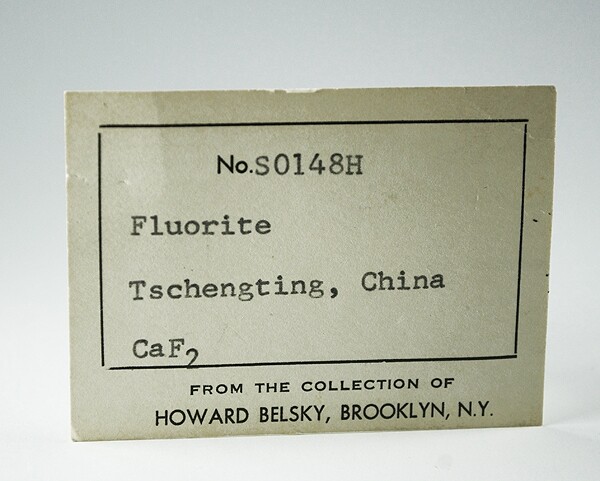 No.S0148H
Fluorite
Tschengting, China
CaF2
FROM THE COLLECTION OF
HOWARD BELSKY, BROOKLYN, N.Y.